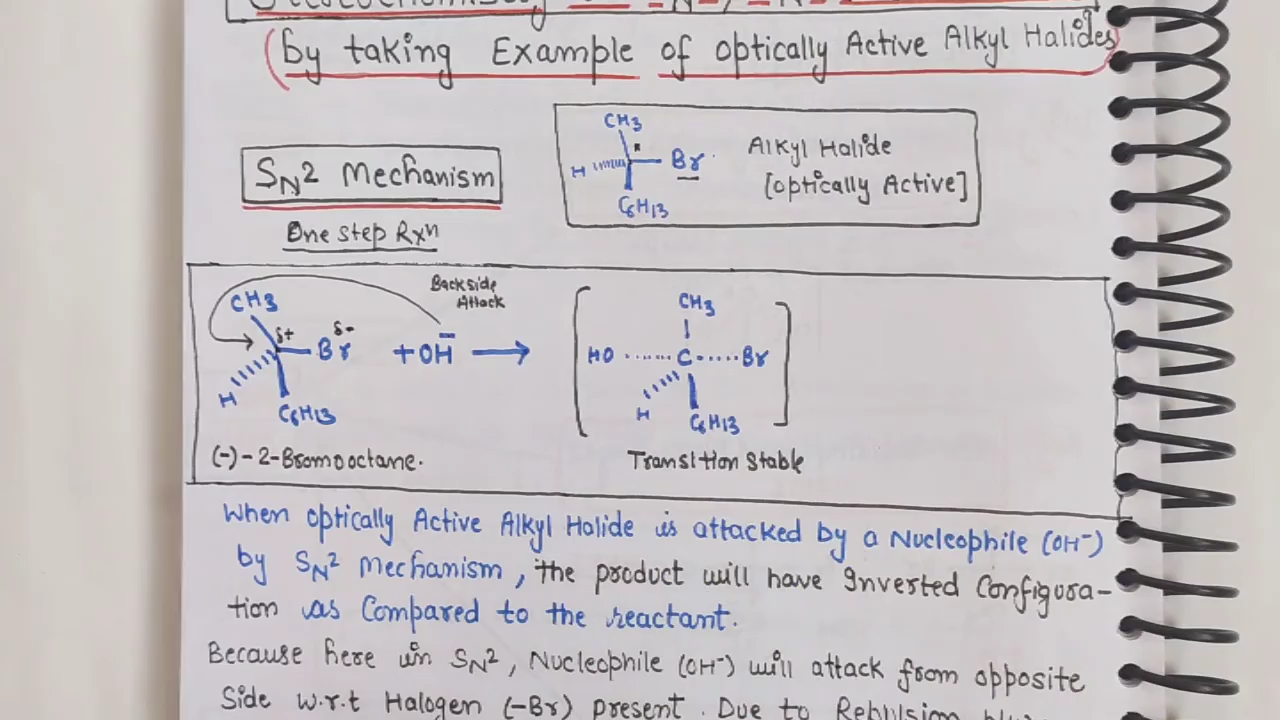 by taking Example of optically Active Alkyl Halides
CH3
H Br
C6H13
Alkyl Halide
[optically Active]
SN2 Mechanism
One step Rxn
Backside
Attack
CH3
δ+ δ-
Br + OH⁻ →
H
C6H13
(-)-2-Bromooctane.
CH3
HO ...... C ...... Br
H
C6H13
Transition Stable
When optically Active Alkyl Halide is attacked by a Nucleophile (OH⁻)
by SN2 Mechanism, the product will have Inverted Configura-
tion as Compared to the reactant.
Because here in SN2, Nucleophile (OH⁻) will attack from opposite
Side w.r.t Halogen (-Br) present. Due to Repulsion